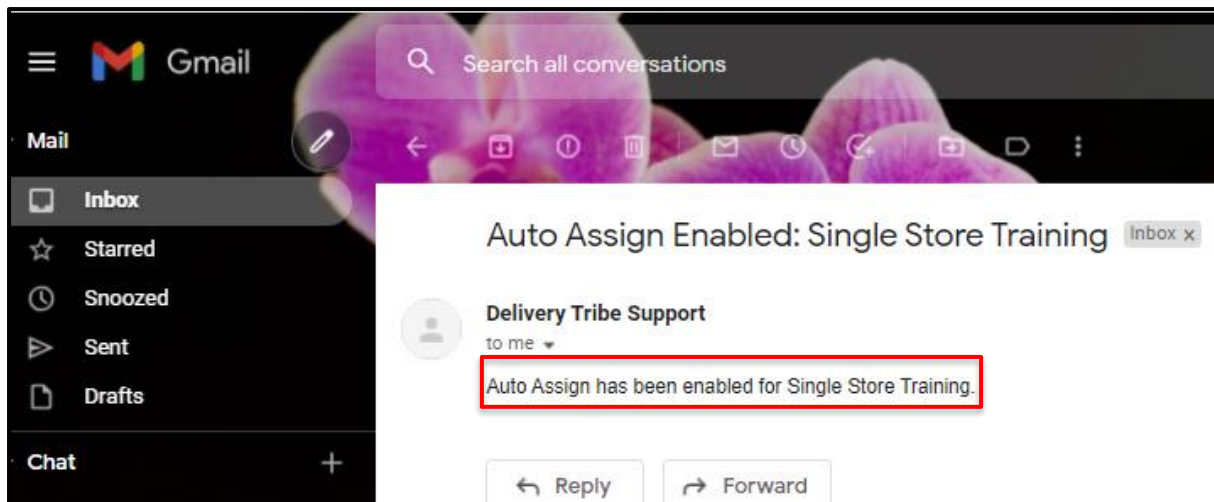 Gmail
Search all conversations
Mail
Inbox
Starred
Snoozed
Sent
Drafts
Chat
Auto Assign Enabled: Single Store Training Inbox x
Delivery Tribe Support
to me
Auto Assign has been enabled for Single Store Training.
Reply Forward